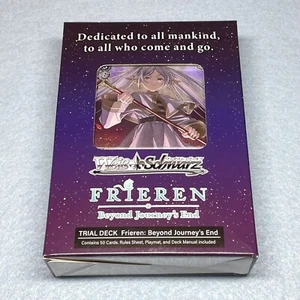 Dedicated to all mankind,
to all who come and go.
Weiß Schwarz
FRIEREN
Beyond Journey's End
TRIAL DECK Frieren: Beyond Journey's End
Contains 50 Cards. Rules Sheet, Playmat, and Deck Manual included